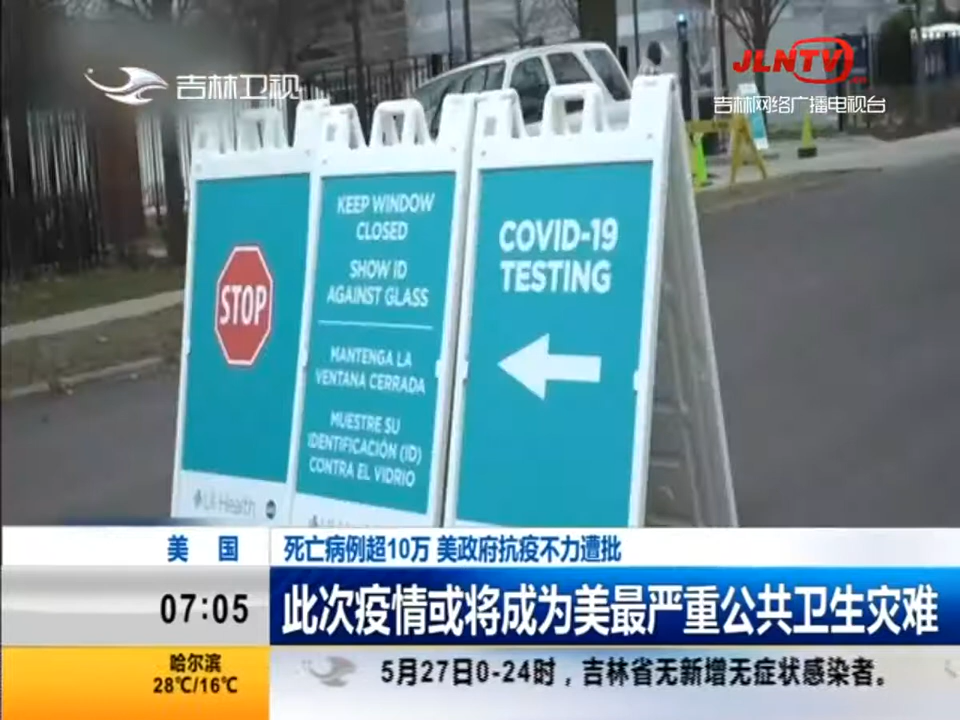 吉林卫视
JLNTV
吉林网络广播电视台
STOP
KEEP WINDOW
CLOSED
SHOW ID
AGAINST GLASS
MANTENGA LA
VENTANA CERRADA
MUESTRE SU
IDENTIFICACIÓN (ID)
CONTRA EL VIDRIO
COVID-19
TESTING
Health
美 国
死亡病例超10万 美政府抗疫不力遭批
07:05
此次疫情或将成为美最严重公共卫生灾难
哈尔滨
28℃/16℃
5月27日0-24时，吉林省无新增无症状感染者。